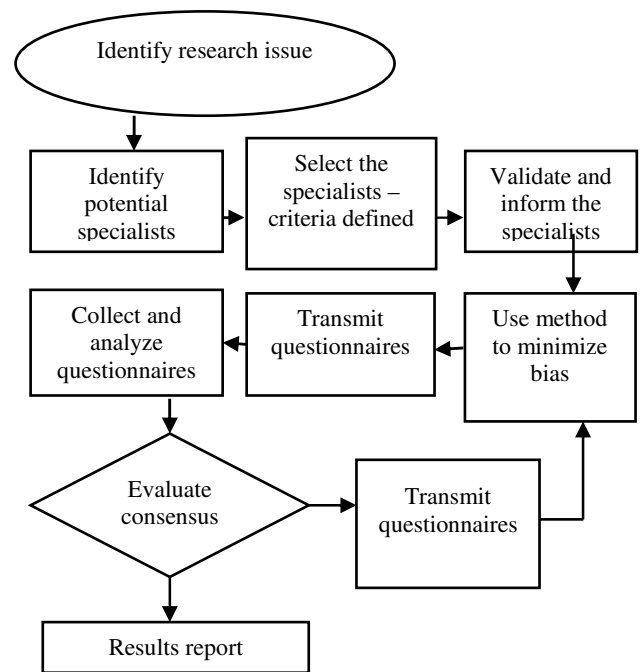 Identify research issue
Identify
potential
specialists
Select the
specialists –
criteria defined
Validate and
inform the
specialists
Collect and
analyze
questionnaires
Transmit
questionnaires
Use method
to minimize
bias
Evaluate
consensus
Transmit
questionnaires
Results report